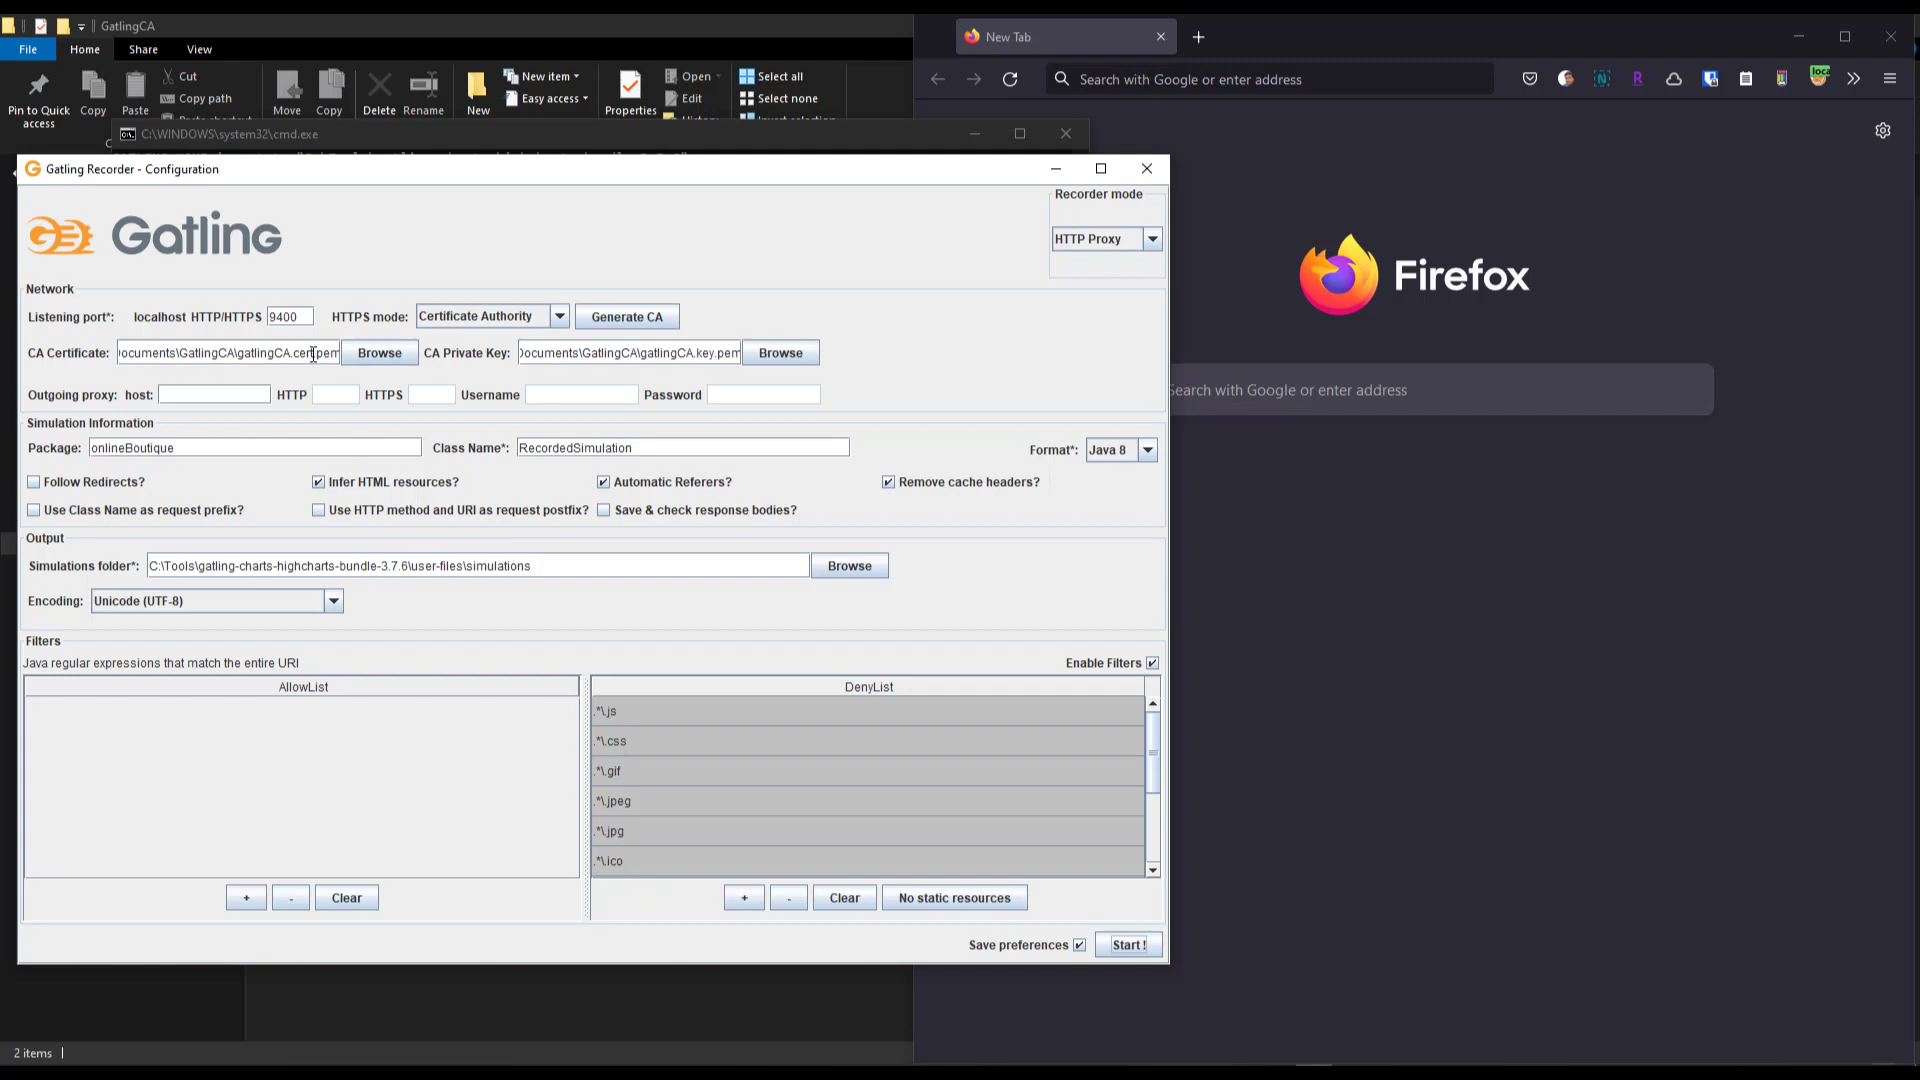 GatlingCA
File Home Share View
Pin to Quick access
Copy
Paste
Cut
Copy path
Move
Copy
Delete
Rename
New
New item
Easy access
Properties
Open
Edit
Select all
Select none
C:\WINDOWS\system32\cmd.exe
New Tab
Search with Google or enter address
loca
Gatling Recorder - Configuration
Gatling
Recorder mode
HTTP Proxy
Network
Listening port*: localhost HTTP/HTTPS 9400 HTTPS mode: Certificate Authority Generate CA
CA Certificate: ocuments\GatlingCA\gatlingCA.cert.pem Browse CA Private Key: Documents\GatlingCA\gatlingCA.key.pem Browse
Outgoing proxy: host: HTTP HTTPS Username Password
Simulation Information
Package: onlineBoutique Class Name*: RecordedSimulation Format*: Java 8
Follow Redirects? Infer HTML resources? Automatic Referers? Remove cache headers?
Use Class Name as request prefix? Use HTTP method and URI as request postfix? Save & check response bodies?
Output
Simulations folder*: C:\Tools\gatling-charts-highcharts-bundle-3.7.6\user-files\simulations Browse
Encoding: Unicode (UTF-8)
Filters
Java regular expressions that match the entire URI Enable Filters
AllowList DenyList
.*\.js
.*\.css
.*\.gif
.*\.jpeg
.*\.jpg
.*\.ico
+ - Clear + - Clear No static resources
Save preferences Start !
Firefox
Search with Google or enter address
2 items